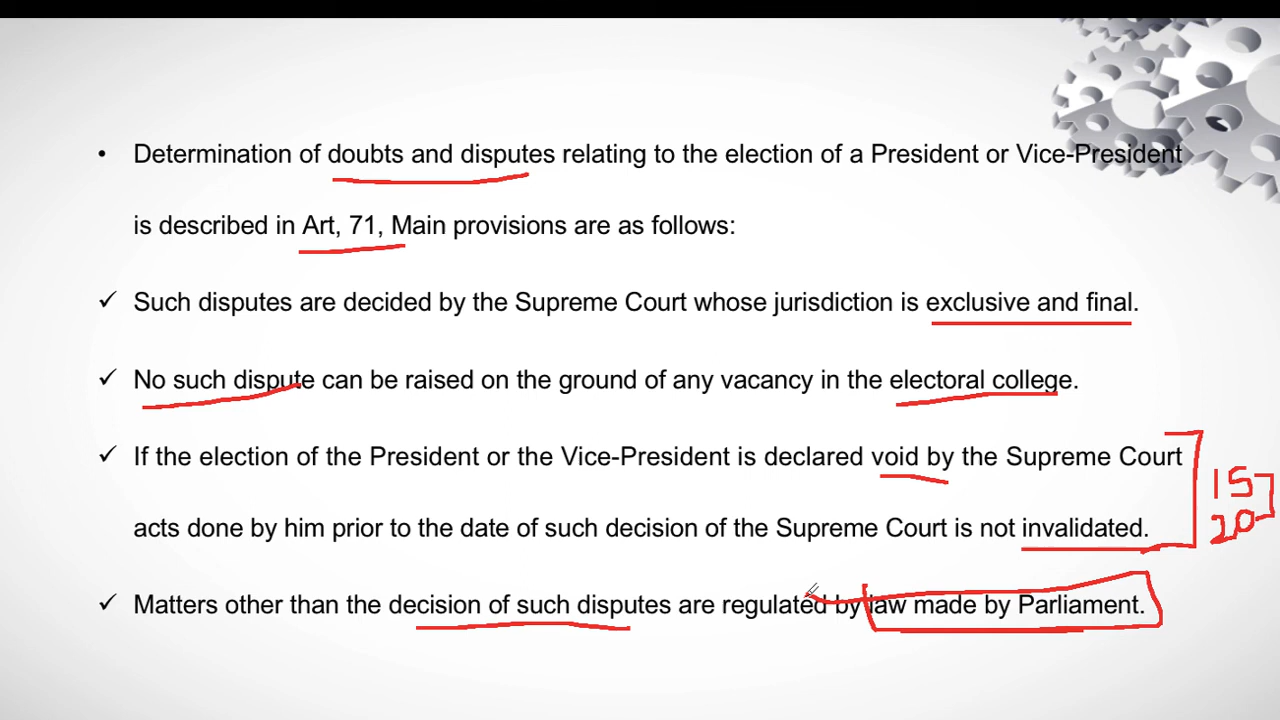 • Determination of doubts and disputes relating to the election of a President or Vice-President
is described in Art, 71, Main provisions are as follows:
✓ Such disputes are decided by the Supreme Court whose jurisdiction is exclusive and final.
✓ No such dispute can be raised on the ground of any vacancy in the electoral college.
✓ If the election of the President or the Vice-President is declared void by the Supreme Court
acts done by him prior to the date of such decision of the Supreme Court is not invalidated.
15
20
✓ Matters other than the decision of such disputes are regulated by law made by Parliament.